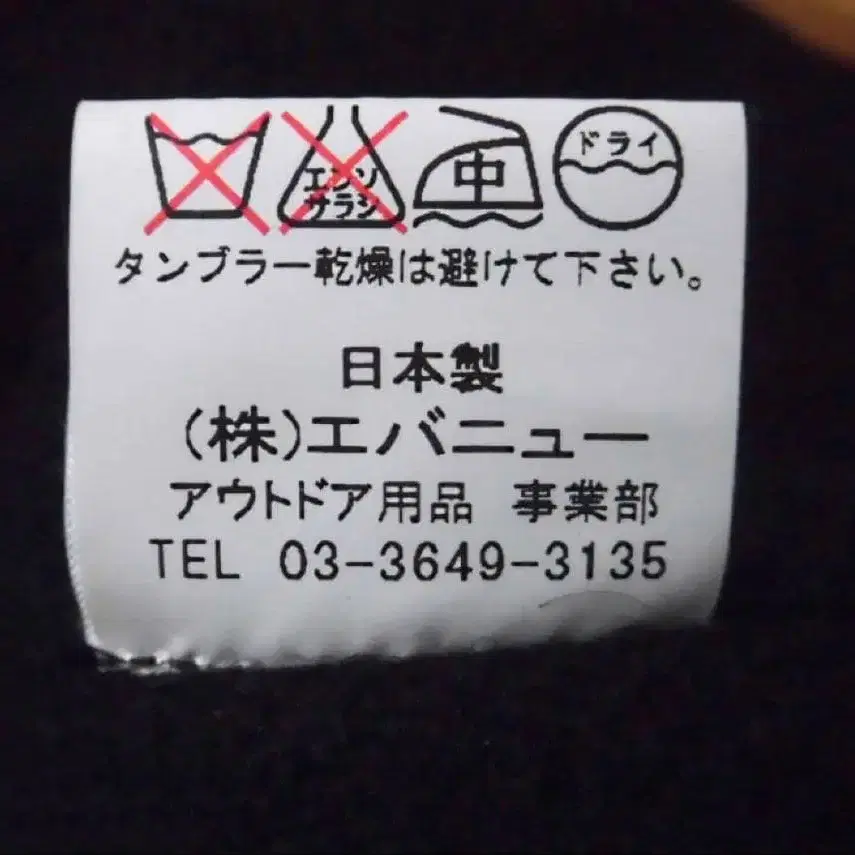 エンソ
サラシ
中
ドライ
タンブラー乾燥は避けて下さい。
日本製
(株)エバニュー
アウトドア用品 事業部
TEL 03-3649-3135